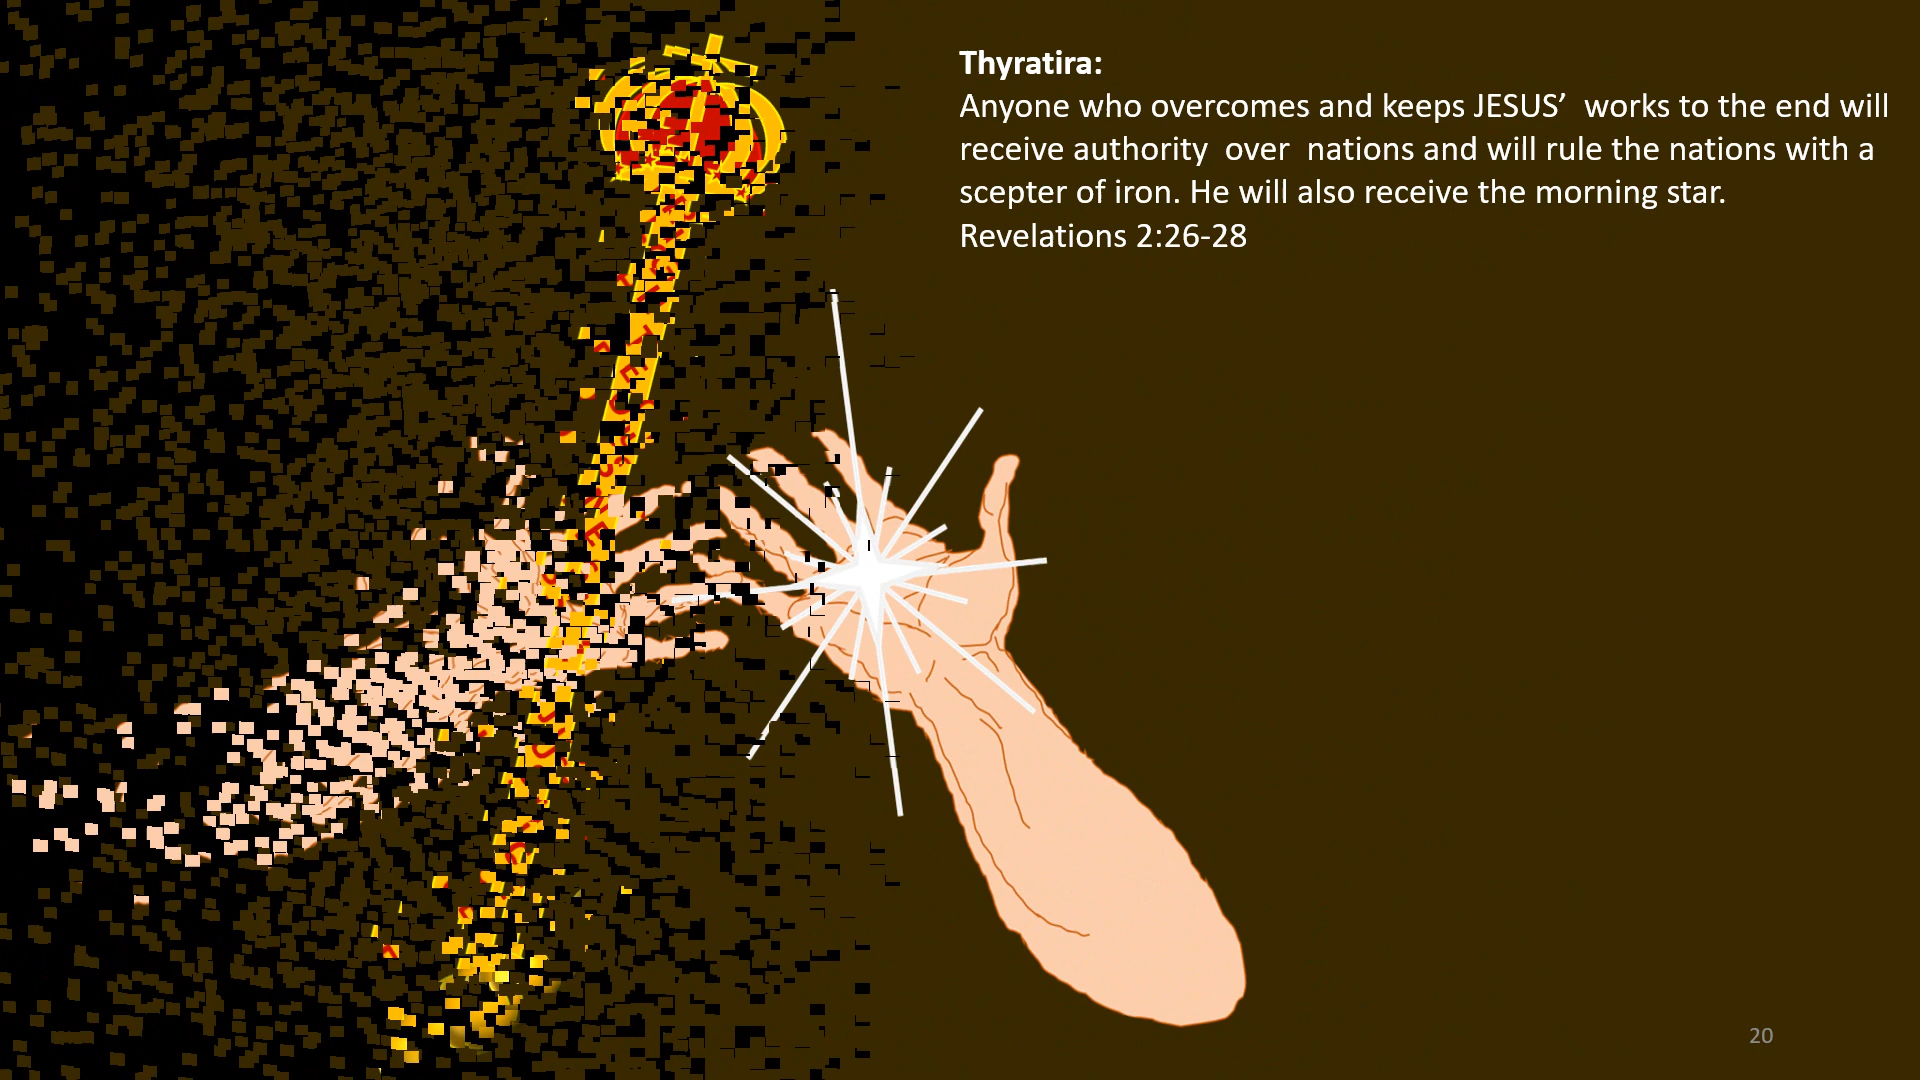 Thyratira:
Anyone who overcomes and keeps JESUS’  works to the end will
receive authority  over  nations and will rule the nations with a
scepter of iron. He will also receive the morning star.
Revelations 2:26-28
20